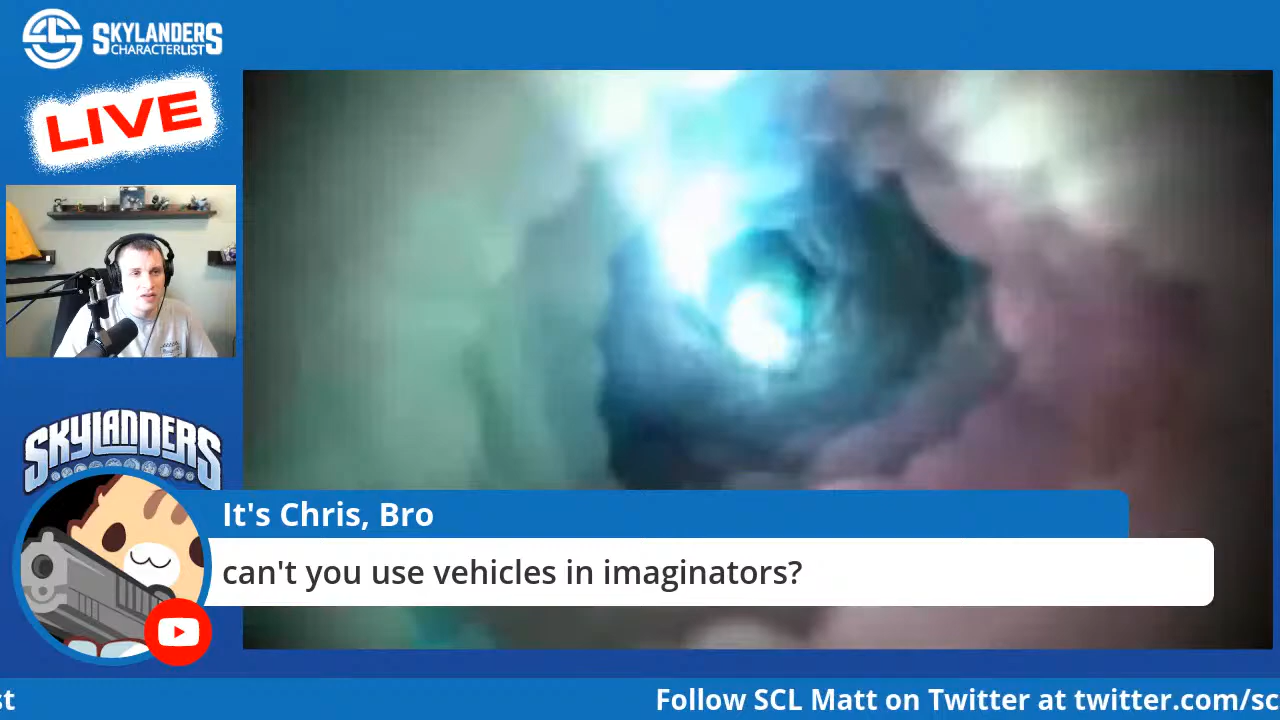 SKYLANDERS
CHARACTERLIST
LIVE
SKYLANDERS
It's Chris, Bro
can't you use vehicles in imaginators?
st
Follow SCL Matt on Twitter at twitter.com/sc